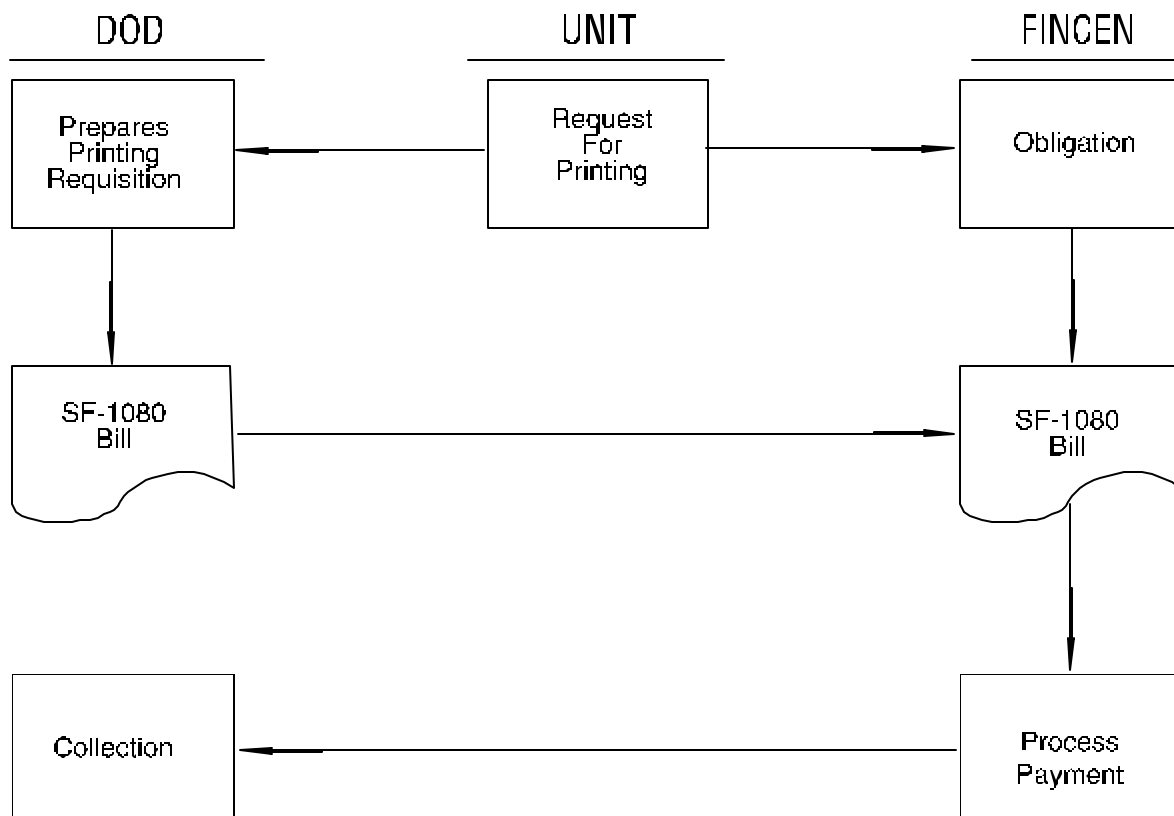 DOD
UNIT
FINCEN
Prepares
Printing
Requisition
Request
For
Printing
Obligation
SF-1080
Bill
SF-1080
Bill
Collection
Process
Payment